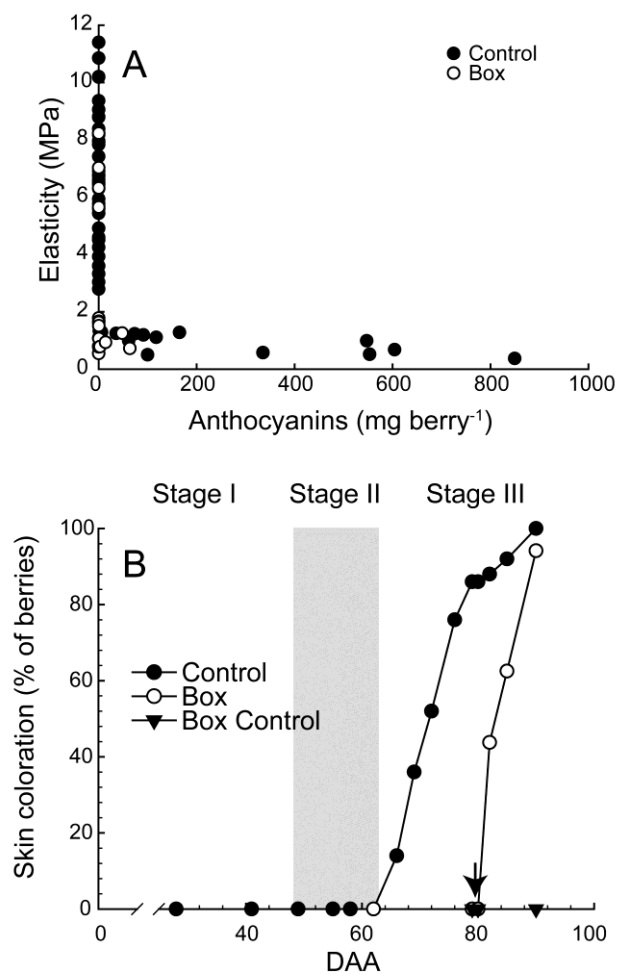 12
10
8
6
4
2
0
Elasticity (MPa)
A
Control
Box
0 200 400 600 800 1000
Anthocyanins (mg berry⁻¹)
Stage I Stage II Stage III
100
80
60
40
20
0
Skin coloration (% of berries)
B
Control
Box
Box Control
0 40 60 80 100
DAA